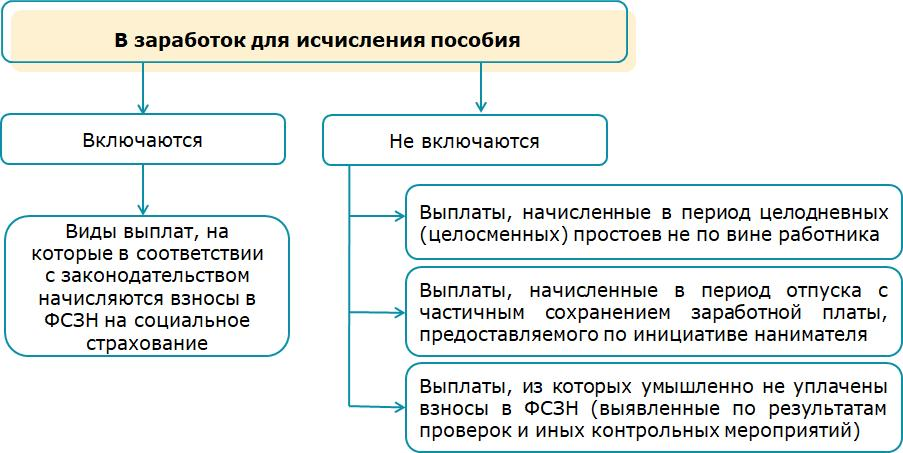 В заработок для исчисления пособия
Включаются
Не включаются
Виды выплат, на
которые в соответствии
с законодательством
начисляются взносы в
ФСЗН на социальное
страхование
Выплаты, начисленные в период целодневных
(целосменных) простоев не по вине работника
Выплаты, начисленные в период отпуска с
частичным сохранением заработной платы,
предоставляемого по инициативе нанимателя
Выплаты, из которых умышленно не уплачены
взносы в ФСЗН (выявленные по результатам
проверок и иных контрольных мероприятий)